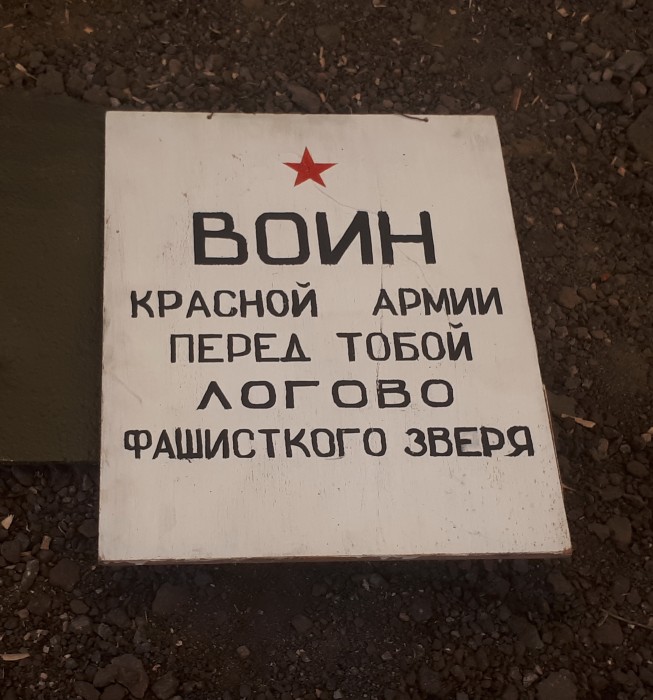 ВОИН
КРАСНОЙ АРМИИ
ПЕРЕД ТОБОЙ
ЛОГОВО
ФАШИСТКОГО ЗВЕРЯ